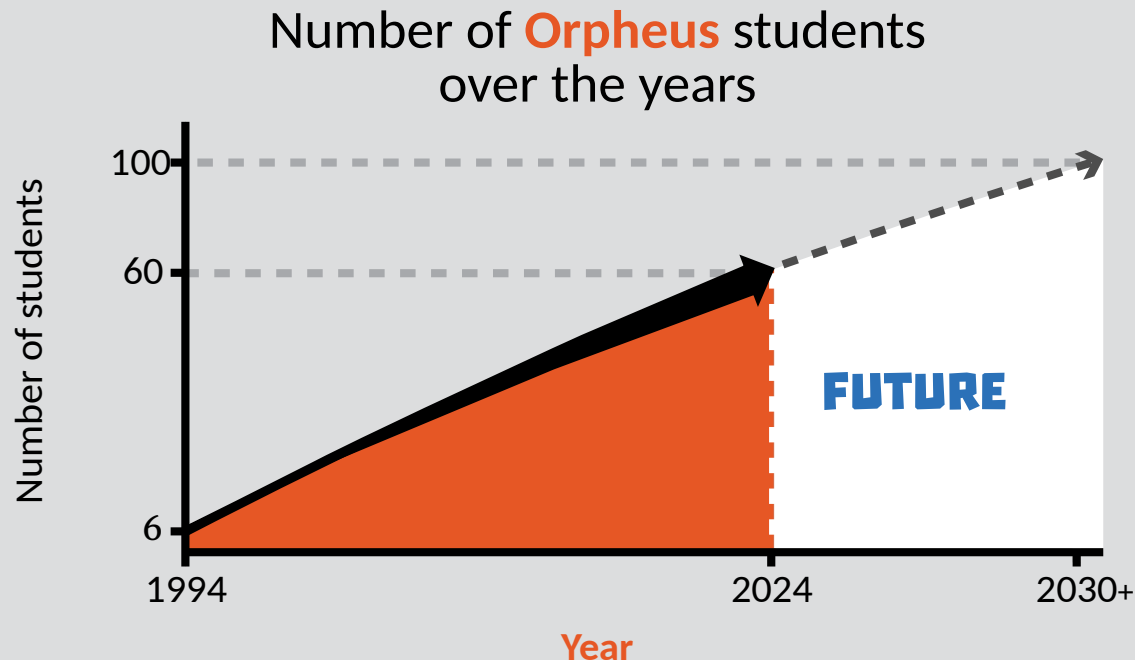 Number of Orpheus students
over the years
Number of students
100
60
6
FUTURE
1994
2024
2030+
Year